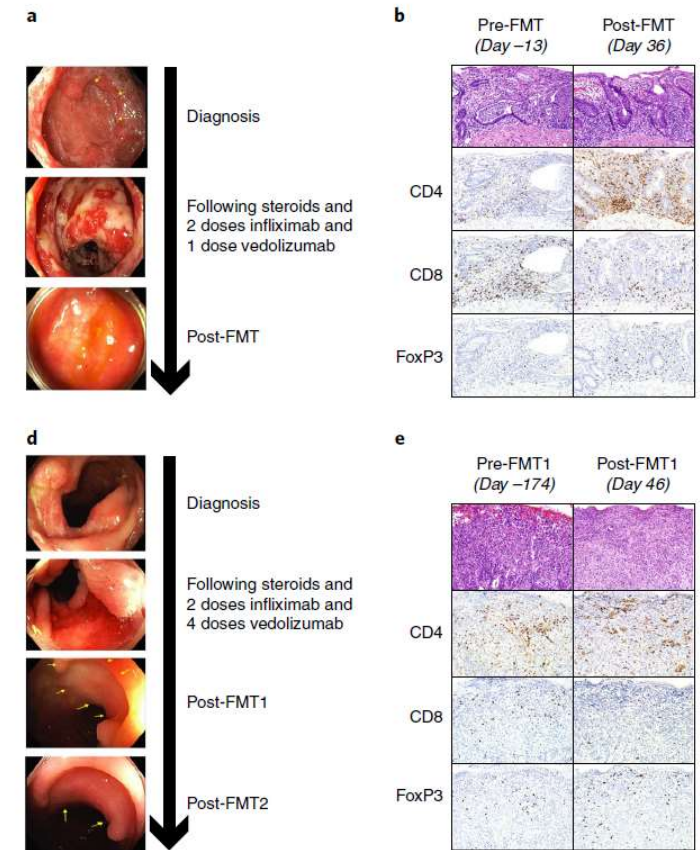 a
Diagnosis
Following steroids and
2 doses infliximab and
1 dose vedolizumab
Post-FMT
b
Pre-FMT
(Day –13)
Post-FMT
(Day 36)
CD4
CD8
FoxP3
d
Diagnosis
Following steroids and
2 doses infliximab and
4 doses vedolizumab
Post-FMT1
Post-FMT2
e
Pre-FMT1
(Day –174)
Post-FMT1
(Day 46)
CD4
CD8
FoxP3